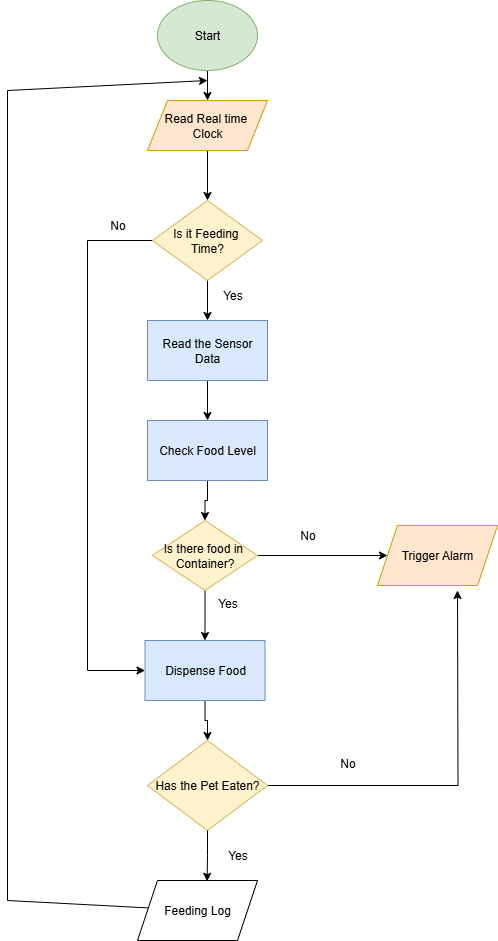 Start
Read Real time
Clock
Is it Feeding
Time?
No
Yes
Read the Sensor
Data
Check Food Level
Is there food in
Container?
No
Trigger Alarm
Yes
Dispense Food
Has the Pet Eaten?
No
Yes
Feeding Log